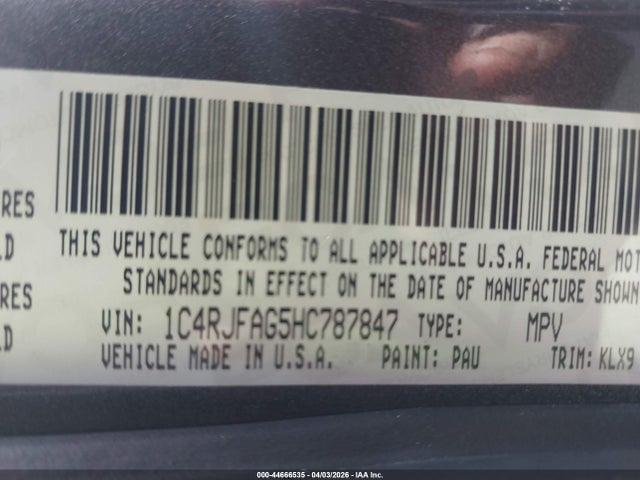 RES
LD
RES
LD
THIS VEHICLE CONFORMS TO ALL APPLICABLE U.S.A. FEDERAL MOT
STANDARDS IN EFFECT ON THE DATE OF MANUFACTURE SHOWN
VIN: 1C4RJFAG5HC787847 TYPE: MPV
VEHICLE MADE IN U.S.A. PAINT: PAU TRIM: KLX9
000-44666535 - 04/03/2026 - IAA Inc.